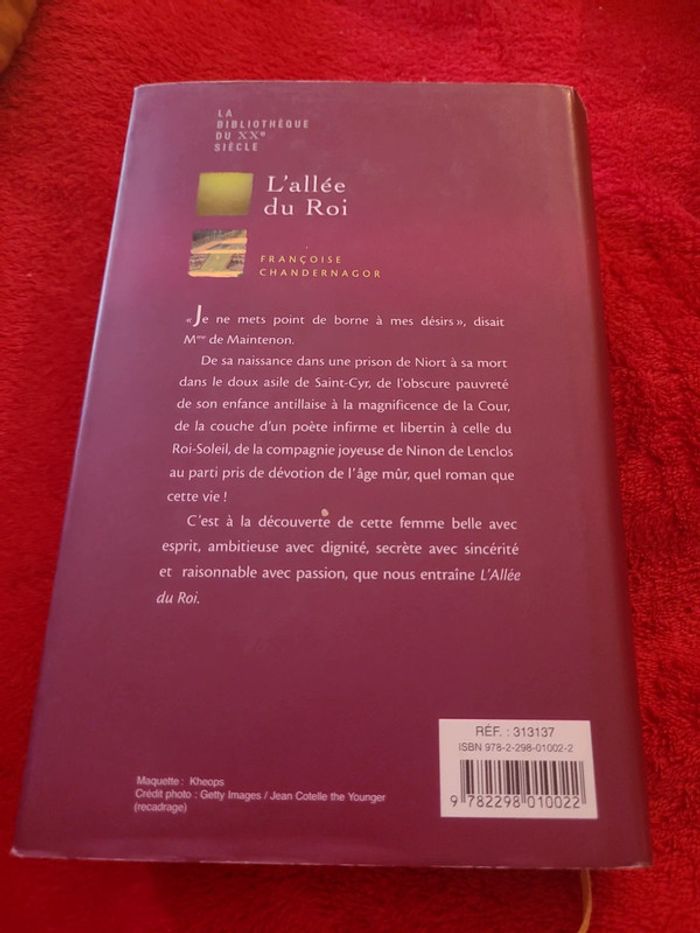 LA
BIBLIOTHÈQUE
DU XXe
SIÈCLE
L'allée
du Roi
FRANÇOISE
CHANDERNAGOR
« Je ne mets point de borne à mes désirs », disait
Mme de Maintenon.
De sa naissance dans une prison de Niort à sa mort
dans le doux asile de Saint-Cyr, de l'obscure pauvreté
de son enfance antillaise à la magnificence de la Cour,
de la couche d'un poète infirme et libertin à celle du
Roi-Soleil, de la compagnie joyeuse de Ninon de Lenclos
au parti pris de dévotion de l'âge mûr, quel roman que
cette vie !
C'est à la découverte de cette femme belle avec
esprit, ambitieuse avec dignité, secrète avec sincérité
et raisonnable avec passion, que nous entraîne L'Allée
du Roi.
Maquette : Kheops
Crédit photo : Getty Images / Jean Cotelle the Younger
(recadrage)
RÉF. : 313137
ISBN 978-2-298-01002-2
9 782298 010022